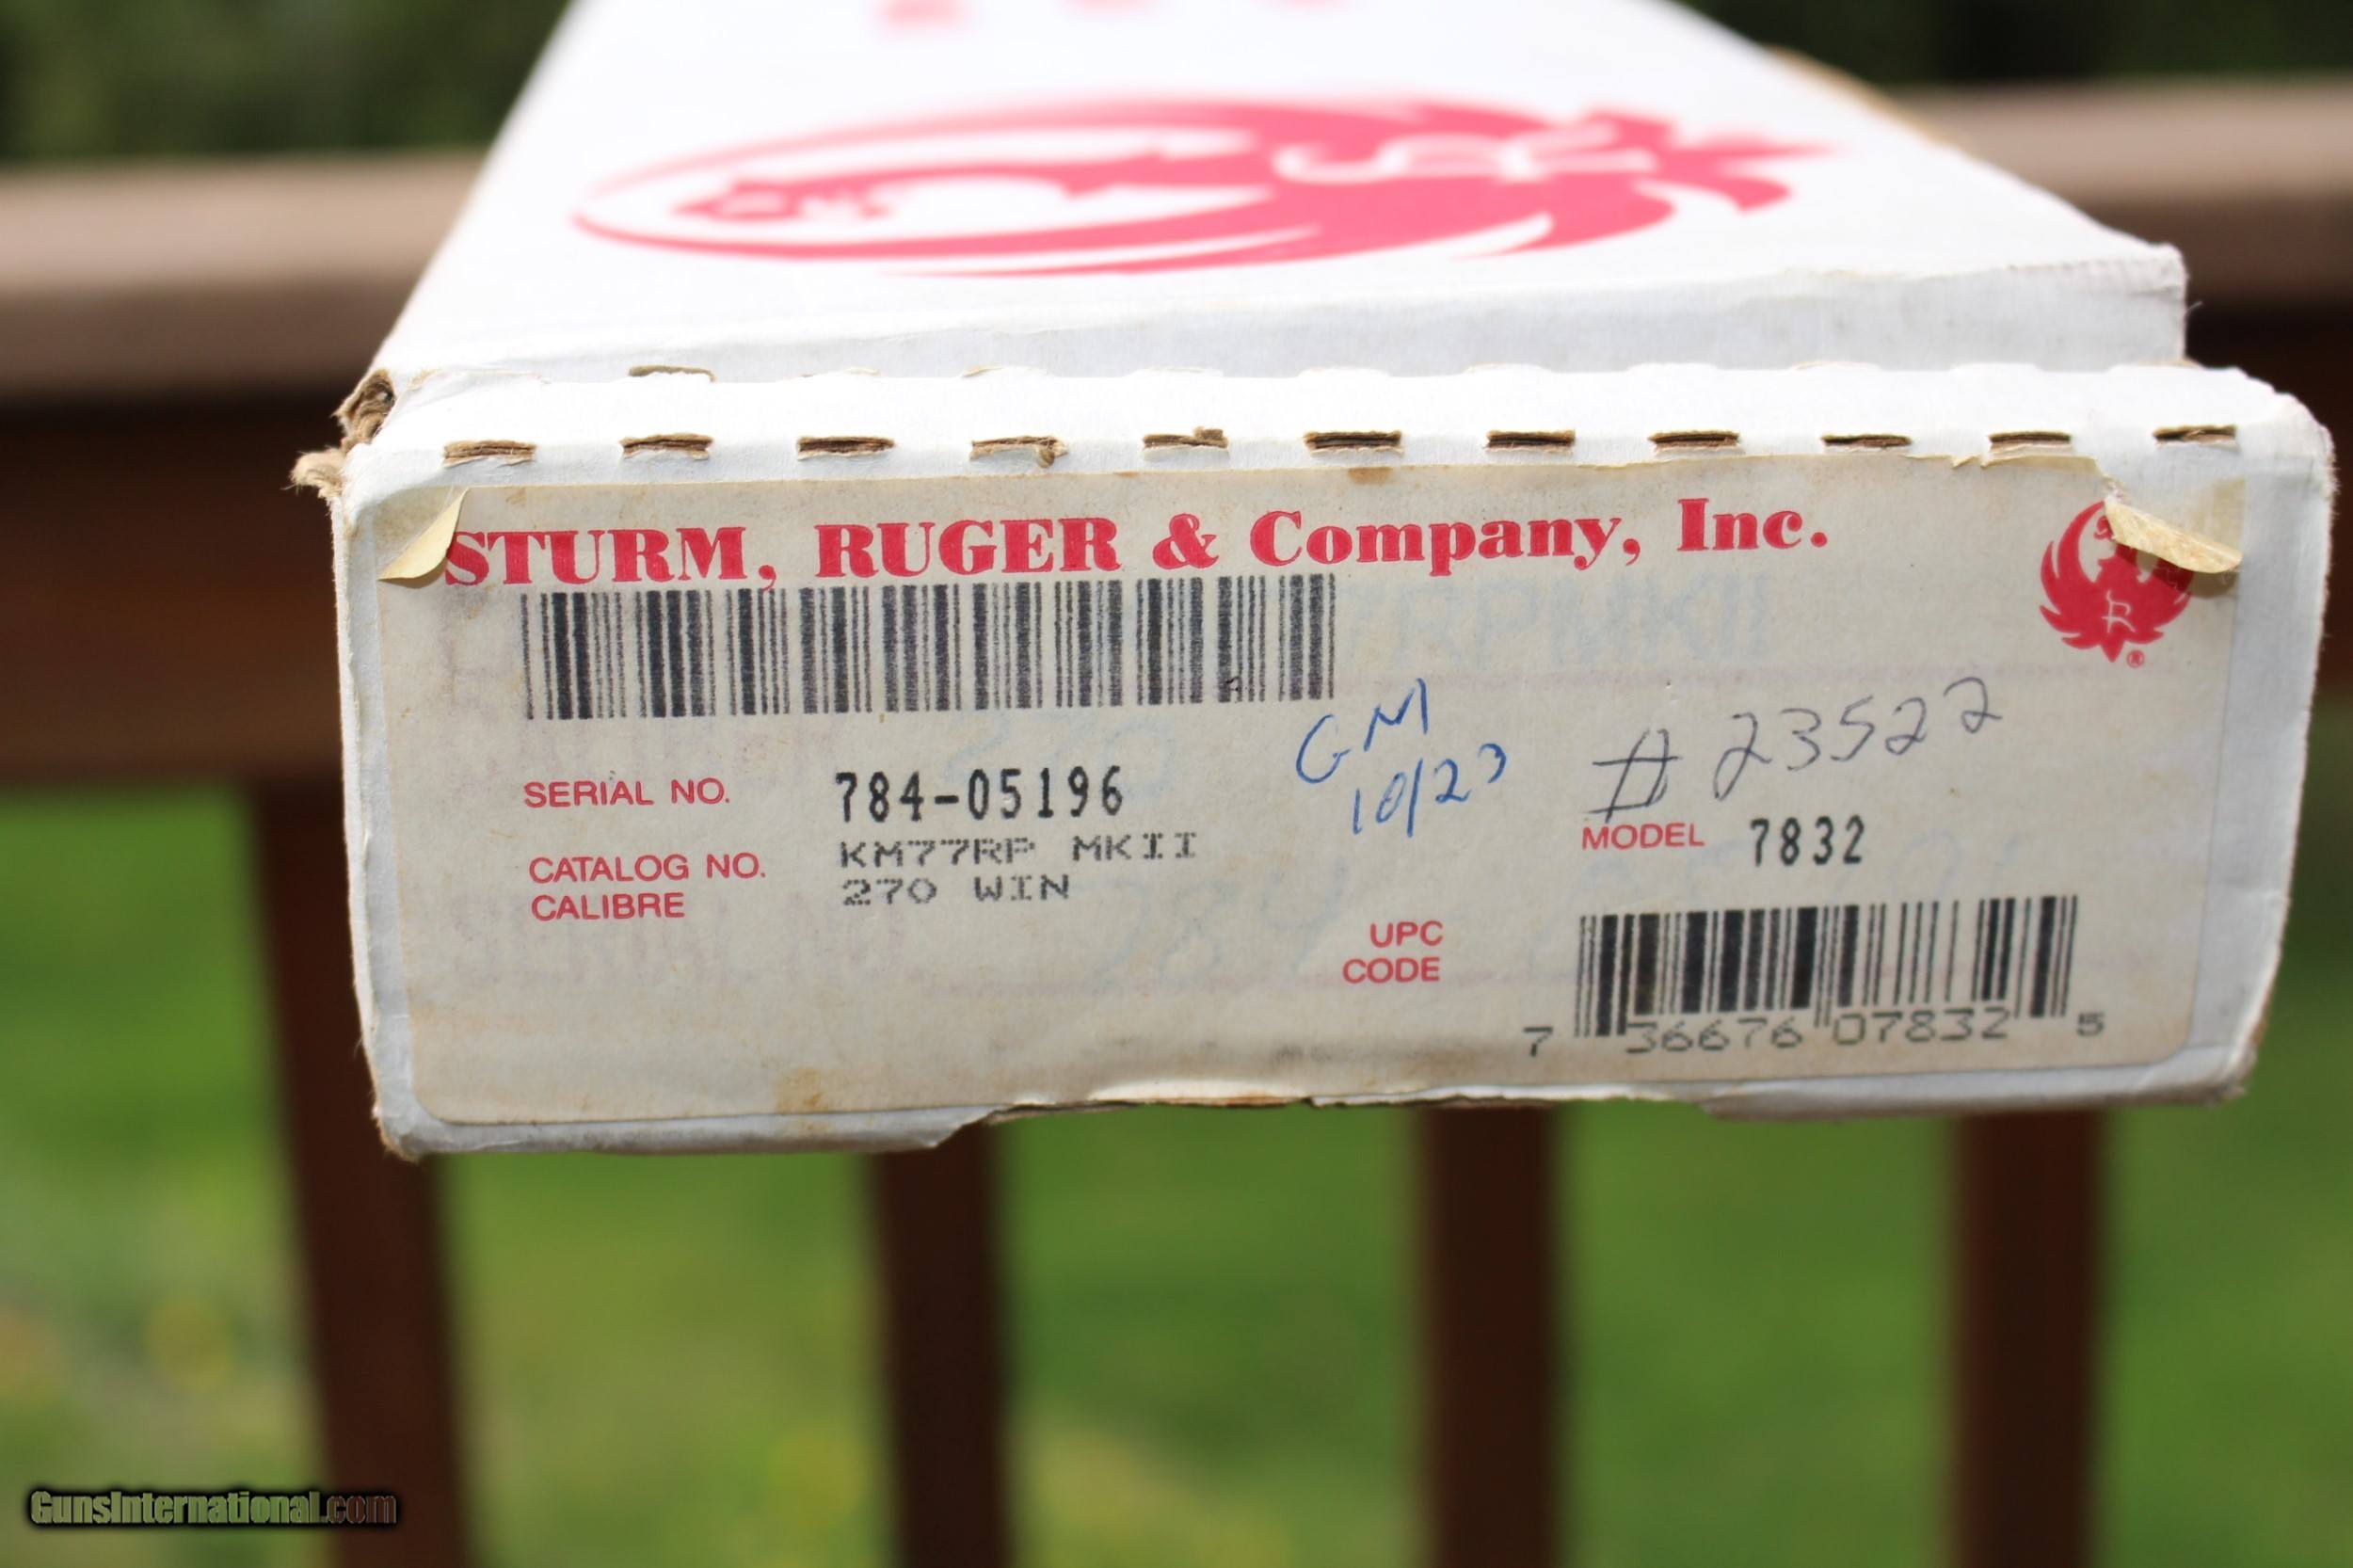 STURM, RUGER & Company, Inc.
R
®
GM
10/23
# 23522
SERIAL NO. 784-05196
CATALOG NO. KM77RP MKII
CALIBRE 270 WIN
MODEL 7832
UPC
CODE
7 36676 07832 5
GunsInternational.com